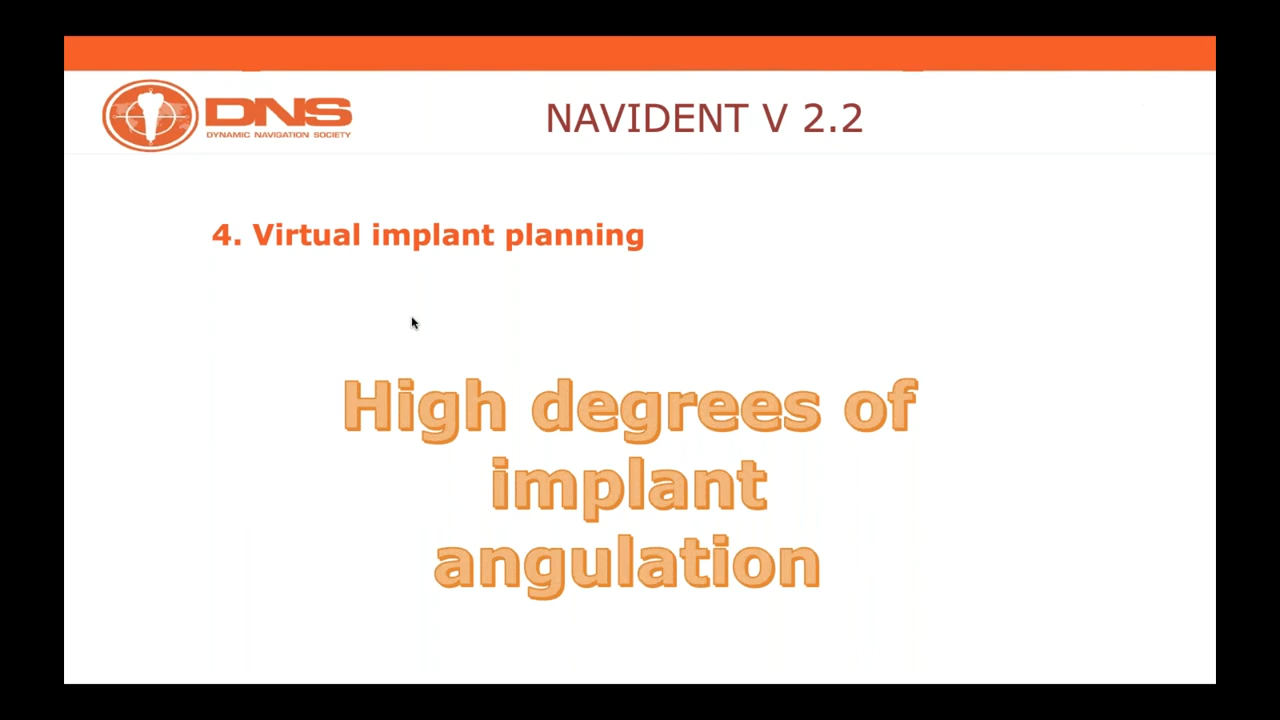 DNS
DYNAMIC NAVIGATION SOCIETY
NAVIDENT V 2.2
4. Virtual implant planning
High degrees of
implant
angulation